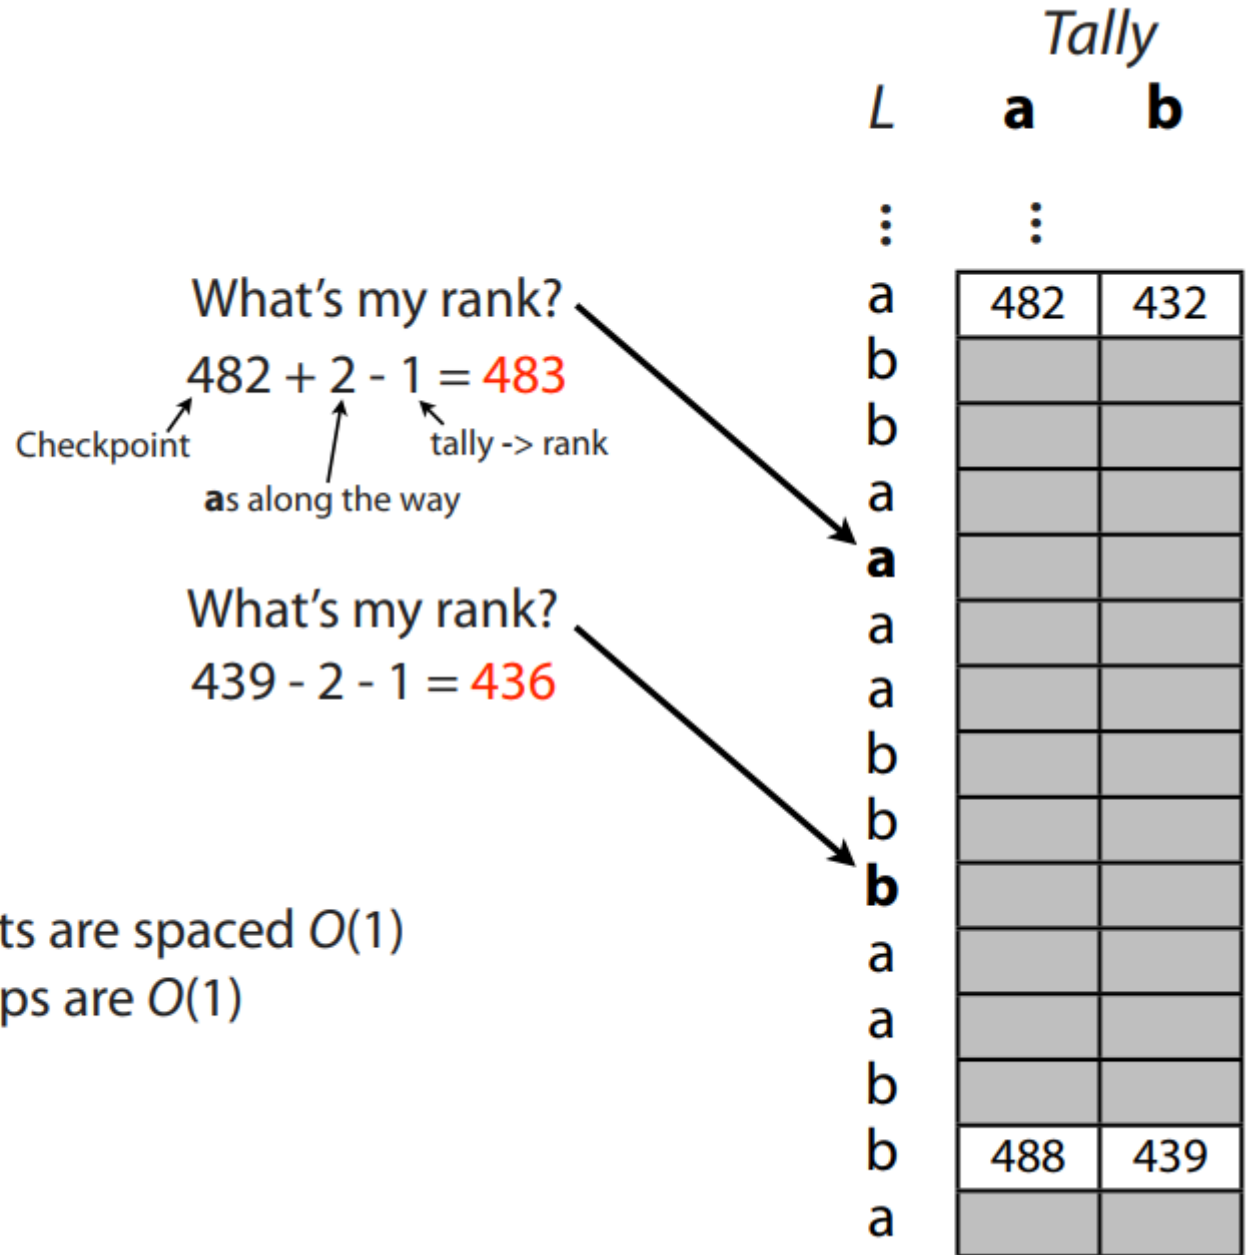 Tally
L a b
⋮ ⋮
What's my rank?
482 + 2 - 1 = 483
Checkpoint
tally -> rank
as along the way
What's my rank?
439 - 2 - 1 = 436
ts are spaced O(1)
ps are O(1)
a 482 432
b
b
a
a
a
a
b
b
b
a
a
b
b 488 439
a